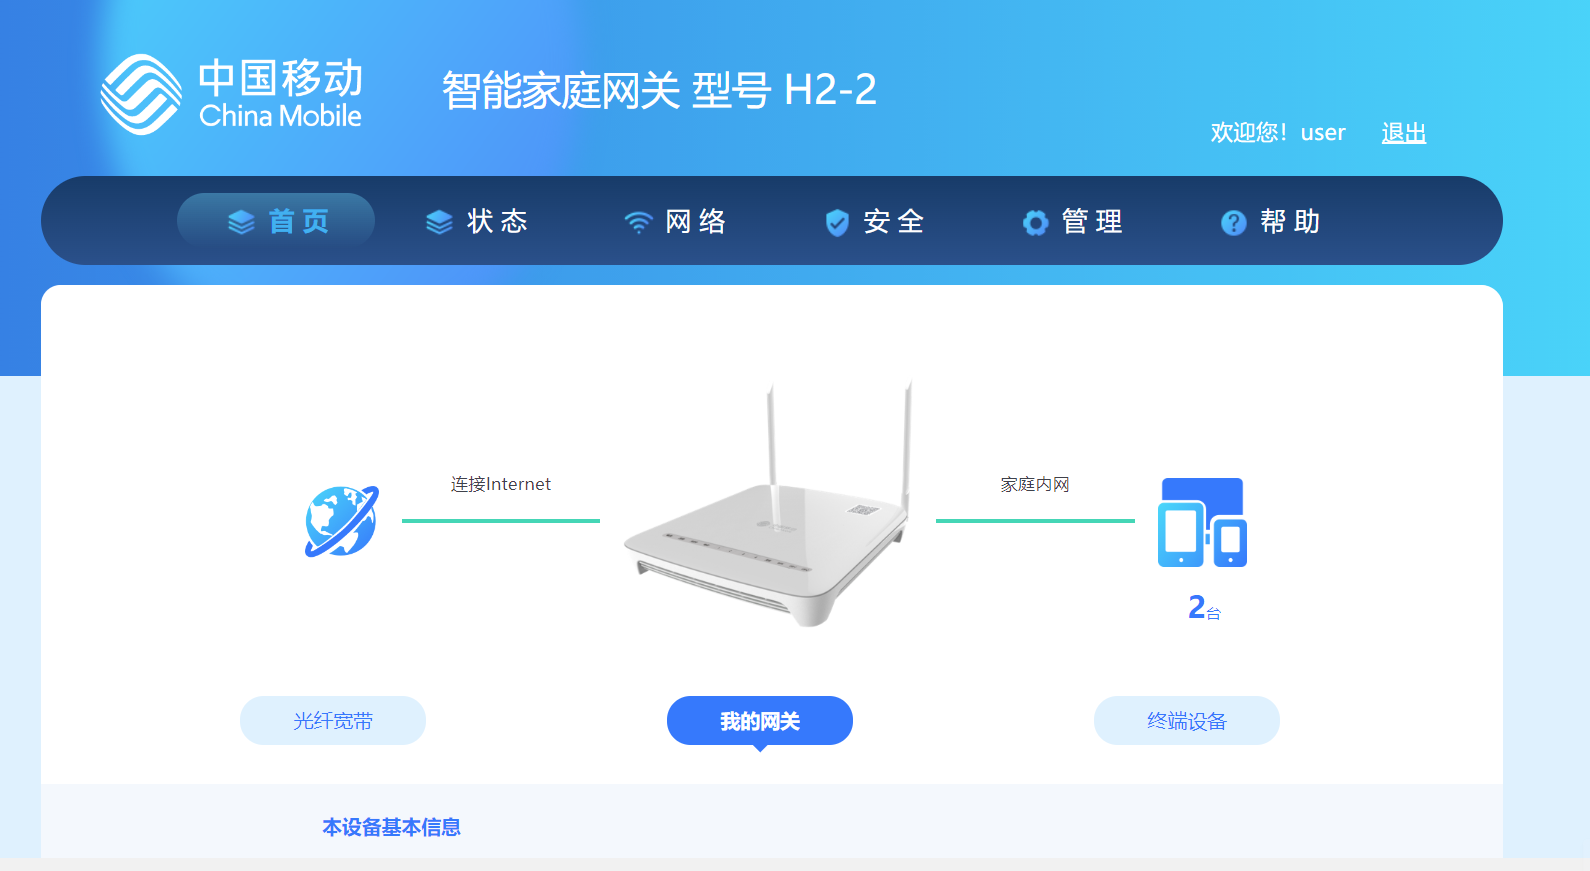 中国移动
China Mobile
智能家庭网关 型号 H2-2
欢迎您！user 退出
首页 状态 网络 安全 管理 帮助
连接Internet
家庭内网
2台
光纤宽带 我的网关 终端设备
本设备基本信息